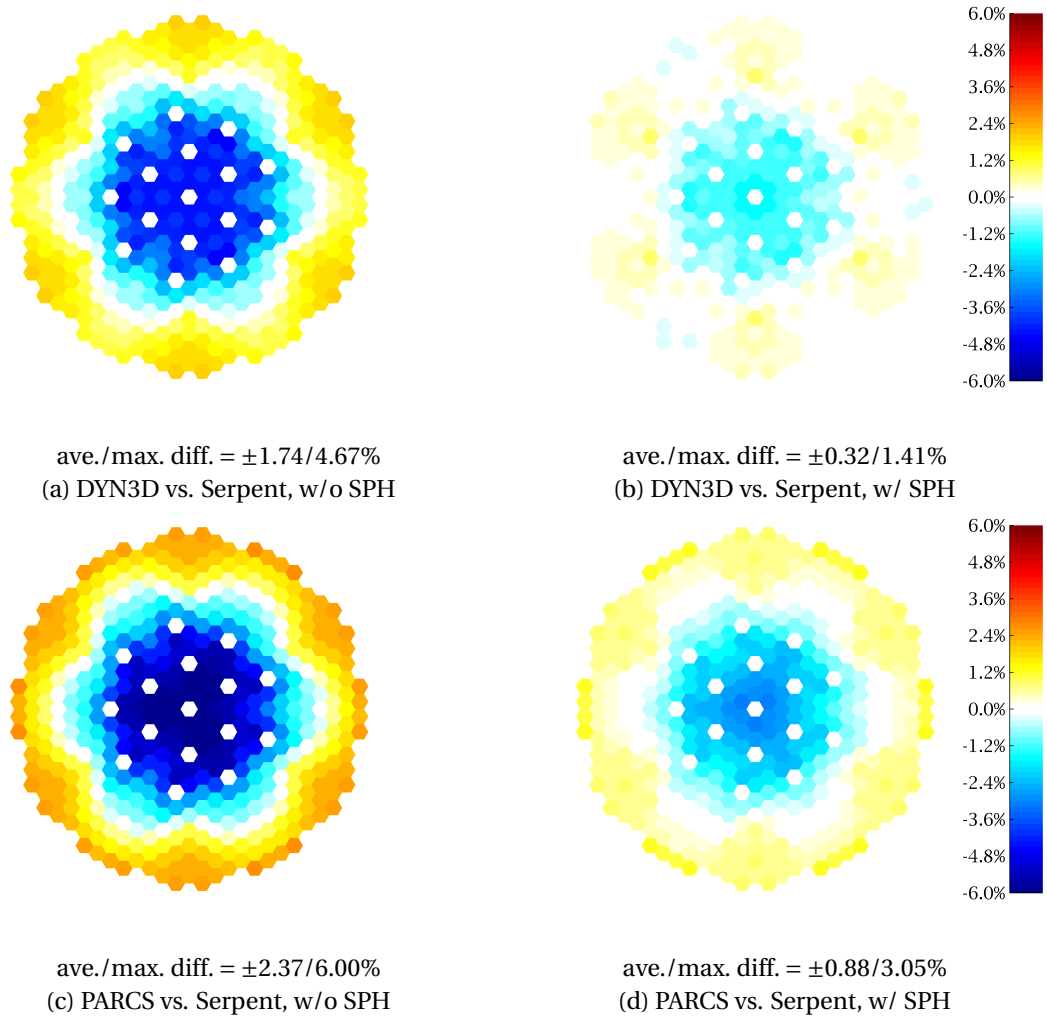 6.0%
4.8%
3.6%
2.4%
1.2%
0.0%
-1.2%
-2.4%
-3.6%
-4.8%
-6.0%
ave./max. diff. = ±1.74/4.67%
(a) DYN3D vs. Serpent, w/o SPH
ave./max. diff. = ±0.32/1.41%
(b) DYN3D vs. Serpent, w/ SPH
6.0%
4.8%
3.6%
2.4%
1.2%
0.0%
-1.2%
-2.4%
-3.6%
-4.8%
-6.0%
ave./max. diff. = ±2.37/6.00%
(c) PARCS vs. Serpent, w/o SPH
ave./max. diff. = ±0.88/3.05%
(d) PARCS vs. Serpent, w/ SPH